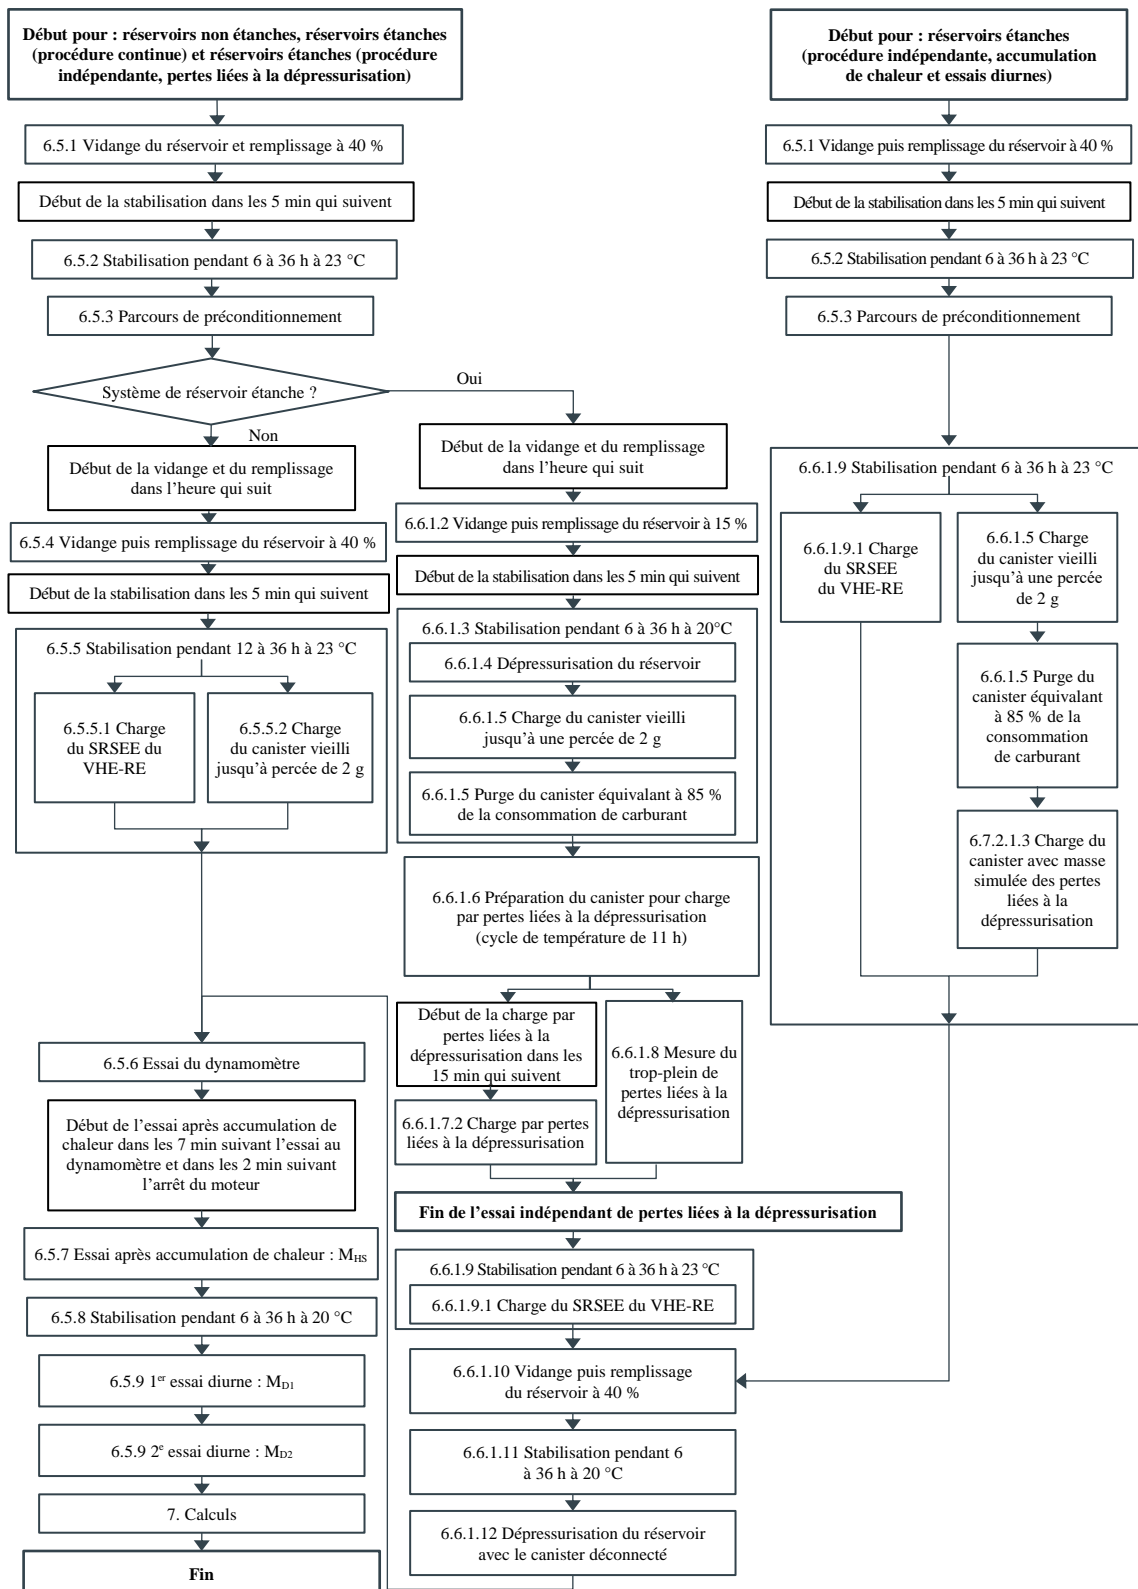 Début pour : réservoirs non étanches, réservoirs étanches
(procédure continue) et réservoirs étanches (procédure
indépendante, pertes liées à la dépressurisation)
6.5.1 Vidange du réservoir et remplissage à 40 %
Début de la stabilisation dans les 5 min qui suivent
6.5.2 Stabilisation pendant 6 à 36 h à 23 °C
6.5.3 Parcours de préconditionnement
Système de réservoir étanche ?
Oui
Non
Début de la vidange et du remplissage
dans l’heure qui suit
6.5.4 Vidange puis remplissage du réservoir à 40 %
Début de la stabilisation dans les 5 min qui suivent
6.5.5 Stabilisation pendant 12 à 36 h à 23 °C
6.5.5.1 Charge
du SRSEE du
VHE-RE
6.5.5.2 Charge
du canister vieilli
jusqu’à percée de 2 g
6.5.6 Essai du dynamomètre
Début de l’essai après accumulation de
chaleur dans les 7 min suivant l’essai au
dynamomètre et dans les 2 min suivant
l’arrêt du moteur
6.5.7 Essai après accumulation de chaleur : MHS
6.5.8 Stabilisation pendant 6 à 36 h à 20 °C
6.5.9 1er essai diurne : MD1
6.5.9 2e essai diurne : MD2
7. Calculs
Fin
Début de la vidange et du remplissage
dans l’heure qui suit
6.6.1.2 Vidange puis remplissage du réservoir à 15 %
Début de la stabilisation dans les 5 min qui suivent
6.6.1.3 Stabilisation pendant 6 à 36 h à 20°C
6.6.1.4 Dépressurisation du réservoir
6.6.1.5 Charge du canister vieilli
jusqu’à une percée de 2 g
6.6.1.5 Purge du canister équivalant à 85 %
de la consommation de carburant
6.6.1.6 Préparation du canister pour charge
par pertes liées à la dépressurisation
(cycle de température de 11 h)
Début de la charge par
pertes liées à la
dépressurisation dans les
15 min qui suivent
6.6.1.7.2 Charge par pertes
liées à la dépressurisation
6.6.1.8 Mesure du
trop-plein de
pertes liées à la
dépressurisation
Fin de l’essai indépendant de pertes liées à la dépressurisation
6.6.1.9 Stabilisation pendant 6 à 36 h à 23 °C
6.6.1.9.1 Charge du SRSEE du VHE-RE
6.6.1.10 Vidange puis remplissage
du réservoir à 40 %
6.6.1.11 Stabilisation pendant 6
à 36 h à 20 °C
6.6.1.12 Dépressurisation du réservoir
avec le canister déconnecté
Début pour : réservoirs étanches
(procédure indépendante, accumulation
de chaleur et essais diurnes)
6.5.1 Vidange puis remplissage du réservoir à 40 %
Début de la stabilisation dans les 5 min qui suivent
6.5.2 Stabilisation pendant 6 à 36 h à 23 °C
6.5.3 Parcours de préconditionnement
6.6.1.9 Stabilisation pendant 6 à 36 h à 23 °C
6.6.1.9.1 Charge
du SRSEE
du VHE-RE
6.6.1.5 Charge
du canister vieilli
jusqu’à une percée
de 2 g
6.6.1.5 Purge du
canister équivalant
à 85 % de la
consommation
de carburant
6.7.2.1.3 Charge du
canister avec masse
simulée des pertes
liées à la
dépressurisation